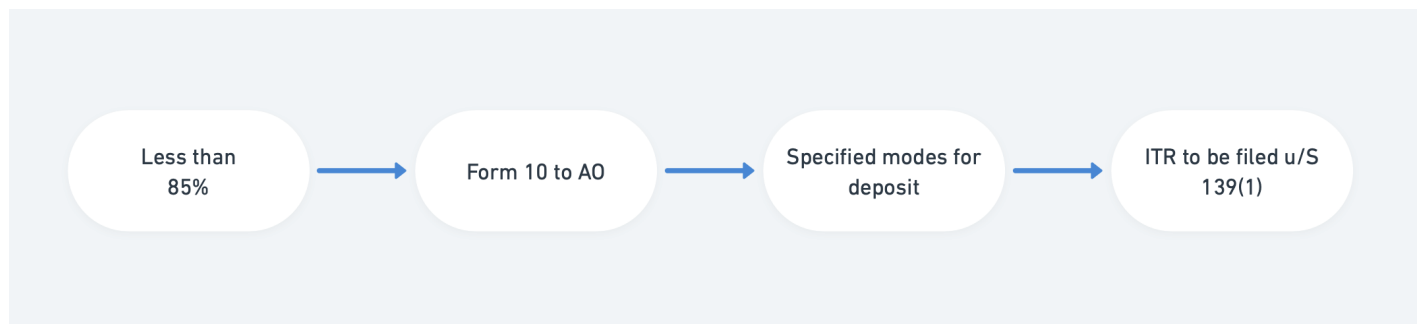 Less than
85%
Form 10 to AO
Specified modes for
deposit
ITR to be filed u/S
139(1)